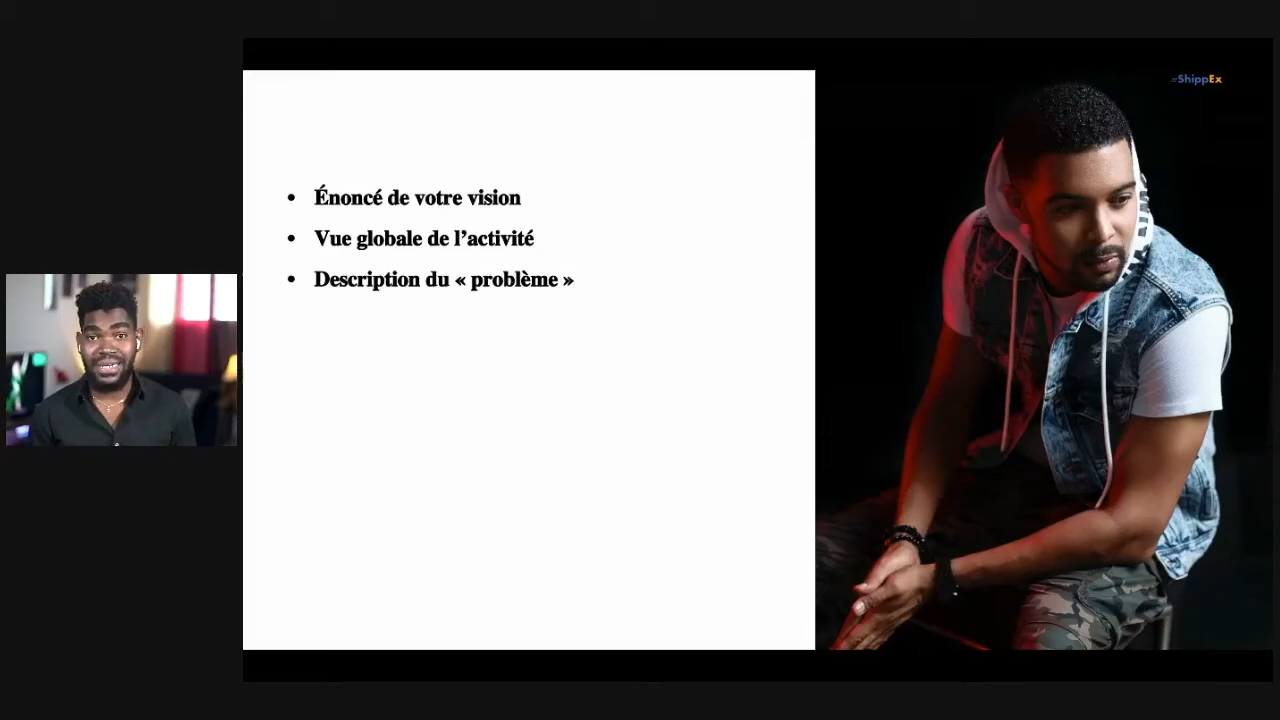 ShippEx
• Énoncé de votre vision
• Vue globale de l’activité
• Description du « problème »